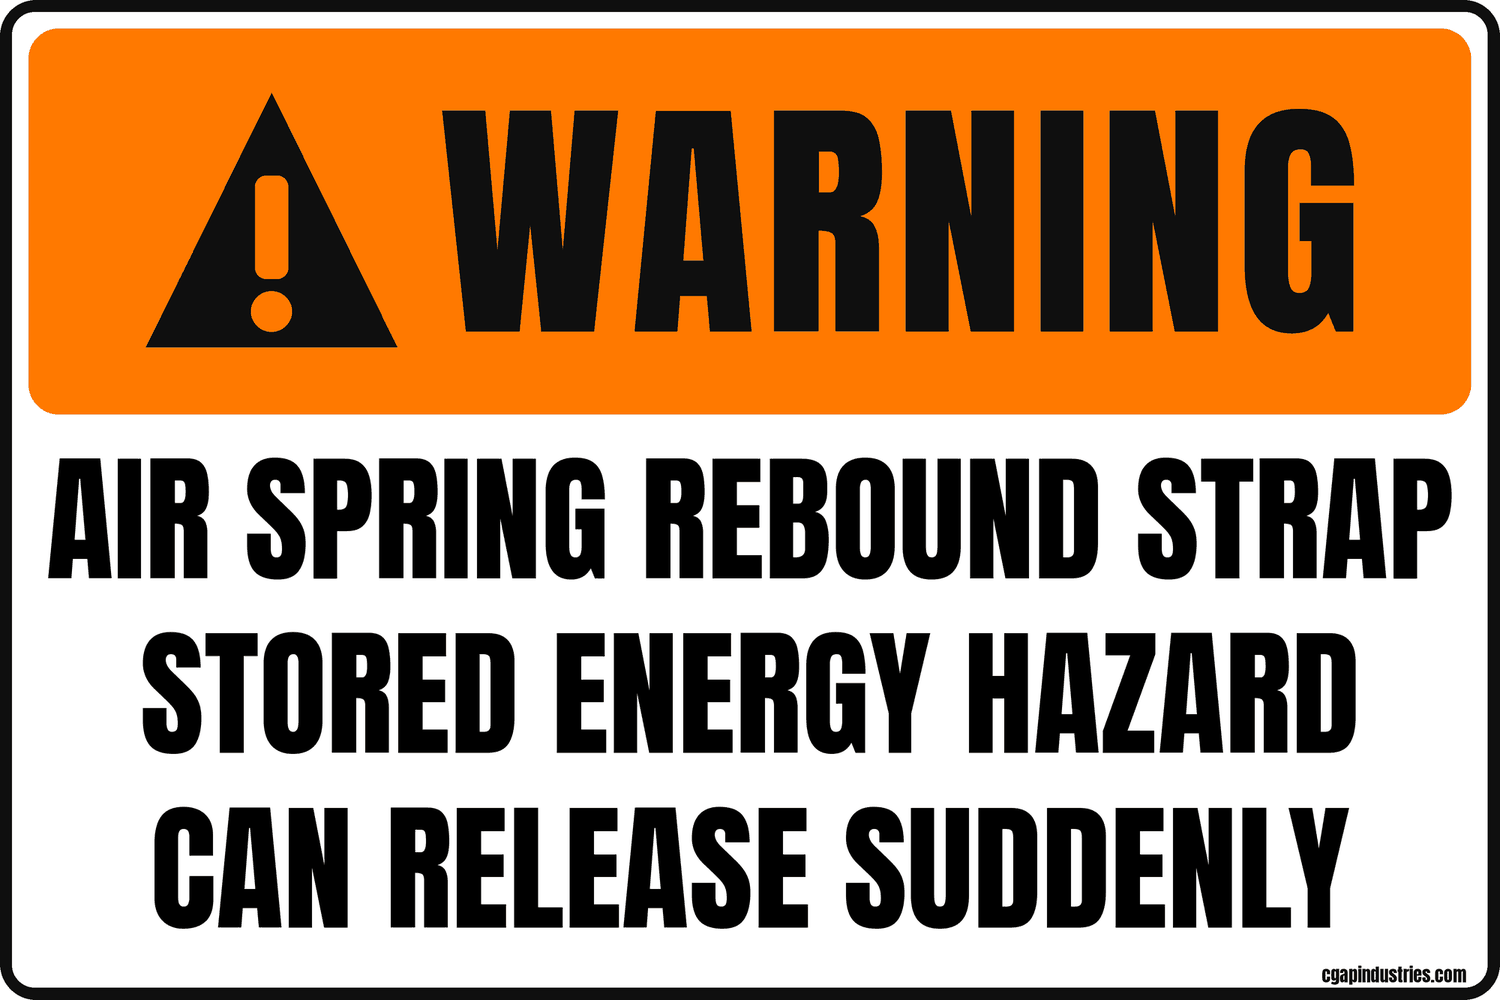 WARNING
AIR SPRING REBOUND STRAP
STORED ENERGY HAZARD
CAN RELEASE SUDDENLY
cgapindustries.com